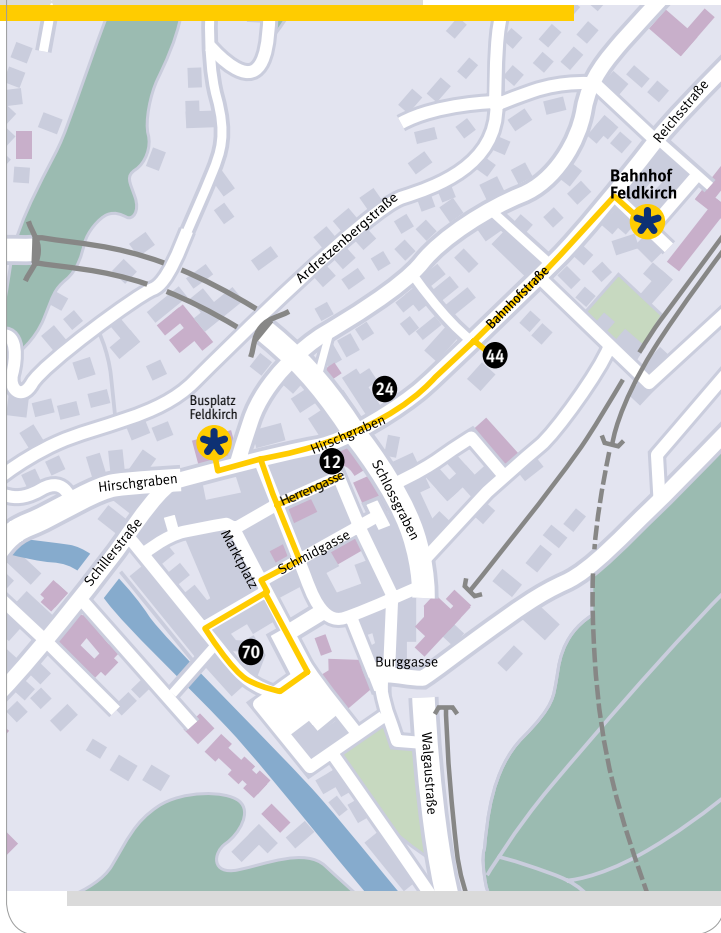 Reichsstraße
Bahnhof
Feldkirch
Ardretzenbergstraße
Bahnhofstraße
44
24
Busplatz
Feldkirch
Hirschgraben
12
Hirschgraben
Herrengasse
Schlossgraben
Schillerstraße
Marktplatz
Schmidgasse
70
Burggasse
Walgaustraße